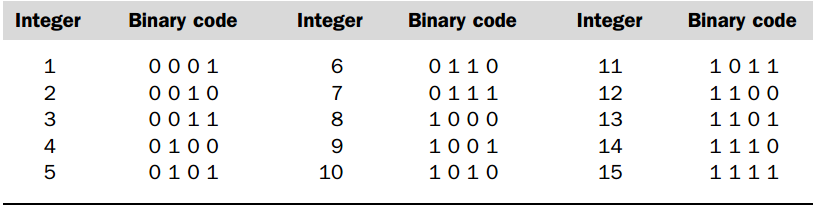 Integer Binary code Integer Binary code Integer Binary code
1 0 0 0 1 6 0 1 1 0 11 1 0 1 1
2 0 0 1 0 7 0 1 1 1 12 1 1 0 0
3 0 0 1 1 8 1 0 0 0 13 1 1 0 1
4 0 1 0 0 9 1 0 0 1 14 1 1 1 0
5 0 1 0 1 10 1 0 1 0 15 1 1 1 1